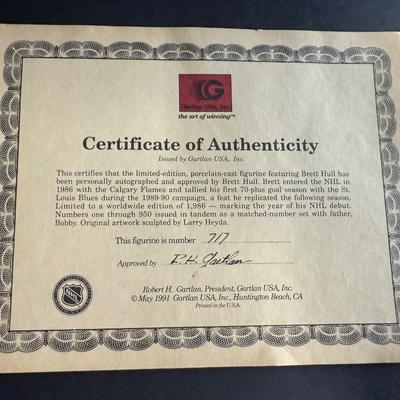 G
Gartlan USA, Inc.
the art of winning™
Certificate of Authenticity
Issued by Gartlan USA, Inc.
This certifies that the limited-edition, porcelain-cast figurine featuring Brett Hull has
been personally autographed and approved by Brett Hull. Brett entered the NHL in
1986 with the Calgary Flames and tallied his first 70-plus goal season with the St.
Louis Blues during the 1989-90 campaign, a feat he replicated the following season.
Limited to a worldwide edition of 1,986 — marking the year of his NHL debut.
Numbers one through 950 issued in tandem as a matched-number set with father,
Bobby. Original artwork sculpted by Larry Heyda.
This figurine is number 717
Approved by R.H. Gartlan
NHL
Robert H. Gartlan, President, Gartlan USA, Inc.
© May 1991 Gartlan USA, Inc., Huntington Beach, CA
Printed in the U.S.A.